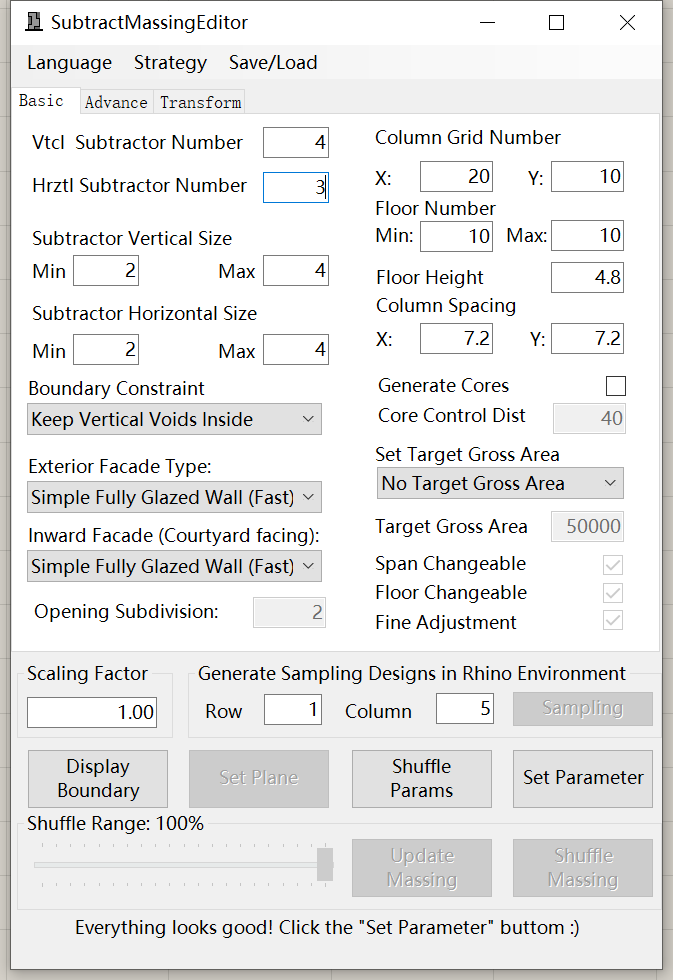 SubtractMassingEditor
Language Strategy Save/Load
Basic Advance Transform
Vtcl Subtractor Number 4
Hrztl Subtractor Number 3
Subtractor Vertical Size
Min 2 Max 4
Subtractor Horizontal Size
Min 2 Max 4
Boundary Constraint
Keep Vertical Voids Inside
Exterior Facade Type:
Simple Fully Glazed Wall (Fast)
Inward Facade (Courtyard facing):
Simple Fully Glazed Wall (Fast)
Opening Subdivision: 2
Column Grid Number
X: 20 Y: 10
Floor Number
Min: 10 Max: 10
Floor Height 4.8
Column Spacing
X: 7.2 Y: 7.2
Generate Cores
Core Control Dist 40
Set Target Gross Area
No Target Gross Area
Target Gross Area 50000
Span Changeable
Floor Changeable
Fine Adjustment
Scaling Factor
1.00
Generate Sampling Designs in Rhino Environment
Row 1 Column 5 Sampling
Display
Boundary
Set Plane
Shuffle
Params
Set Parameter
Shuffle Range: 100%
Update
Massing
Shuffle
Massing
Everything looks good! Click the "Set Parameter" buttom :)